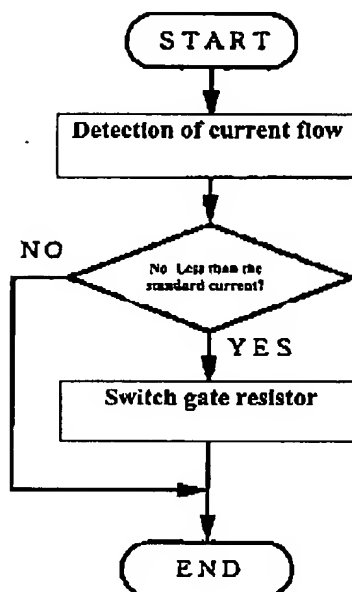 START
Detection of current flow
NO
No Less than the
standard current?
YES
Switch gate resistor
END